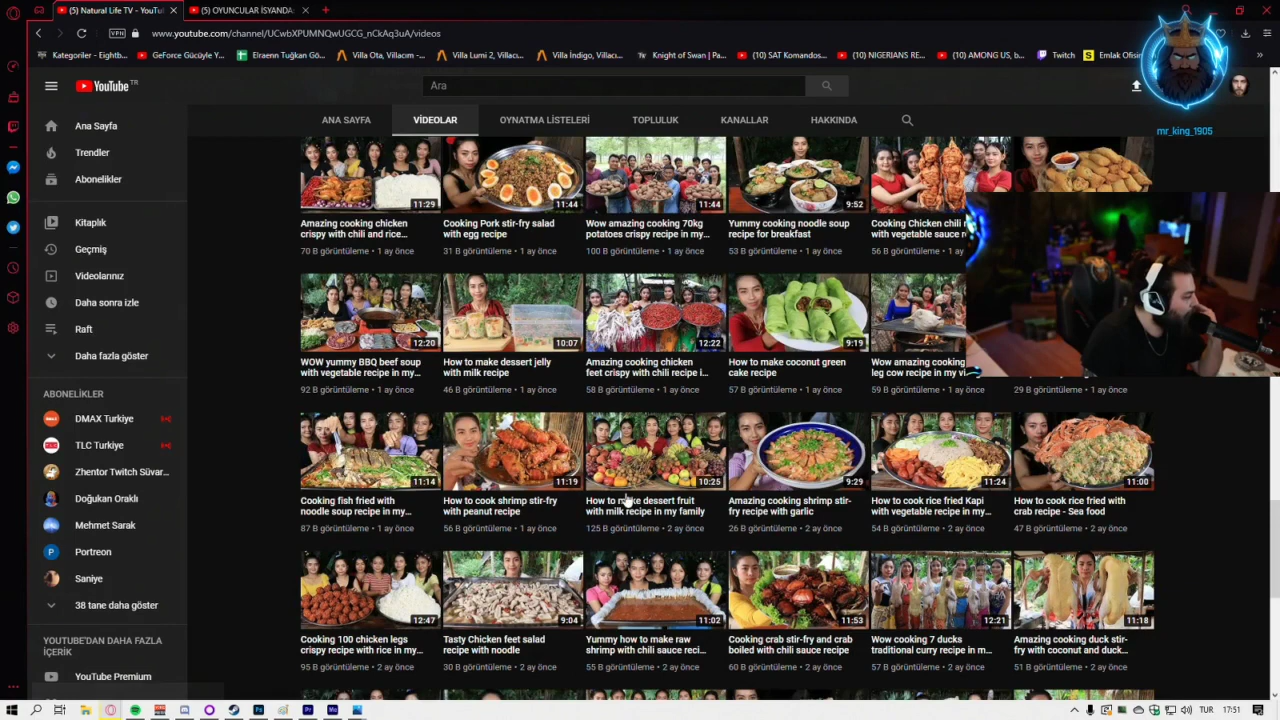 (5) Natural Life TV - YouTu
(5) OYUNCULAR İSYANDA:
VPN
www.youtube.com/channel/UCwbXPUMNQwUGCG_nCkAq3uA/videos
Kategoriler - Eightb...
GeForce Gücüyle Y...
Elraenn Tuğkan Gö...
Villa Ota, Villacım -...
Villa Lumi 2, Villacı...
Villa İndigo, Villacı...
Knight of Swan | Pa...
(10) SAT Komandos...
(10) NIGERIANS RE...
(10) AMONG US, b...
Twitch
Emlak Ofisin
YouTube TR
Ara
mr_king_1905
ANA SAYFA
VİDEOLAR
OYNATMA LİSTELERİ
TOPLULUK
KANALLAR
HAKKINDA
Ana Sayfa
Trendler
Abonelikler
Kitaplık
Geçmiş
Videolarınız
Daha sonra izle
Raft
Daha fazla göster
ABONELİKLER
DMAX Turkiye
TLC Turkiye
Zhentor Twitch Süvar...
Doğukan Oraklı
Mehmet Sarak
Portreon
Saniye
38 tane daha göster
YOUTUBE'DAN DAHA FAZLA
İÇERİK
YouTube Premium
11:29
11:44
11:44
9:52
Amazing cooking chicken
crispy with chili and rice...
70 B görüntüleme • 1 ay önce
Cooking Pork stir-fry salad
with egg recipe
31 B görüntüleme • 1 ay önce
Wow amazing cooking 70kg
potatoes crispy recipe in my...
100 B görüntüleme • 1 ay önce
Yummy cooking noodle soup
recipe for breakfast
53 B görüntüleme • 1 ay önce
Cooking Chicken chili
with vegetable sauce r
56 B görüntüleme • 1 ay önce
12:20
10:07
12:22
9:19
WOW yummy BBQ beef soup
with vegetable recipe in my...
92 B görüntüleme • 1 ay önce
How to make dessert jelly
with milk recipe
46 B görüntüleme • 1 ay önce
Amazing cooking chicken
feet crispy with chili recipe i...
58 B görüntüleme • 1 ay önce
How to make coconut green
cake recipe
57 B görüntüleme • 1 ay önce
Wow amazing
leg cow recipe in my vi
59 B görüntüleme • 1 ay önce
29 B görüntüleme • 1 ay önce
11:14
11:19
10:25
9:29
11:24
11:00
Cooking fish fried with
noodle soup recipe in my...
87 B görüntüleme • 1 ay önce
How to cook shrimp stir-fry
with peanut recipe
56 B görüntüleme • 1 ay önce
How to make dessert fruit
with milk recipe in my family
125 B görüntüleme • 2 ay önce
Amazing cooking shrimp stir-
fry recipe with garlic
26 B görüntüleme • 2 ay önce
How to cook rice fried Kapi
with vegetable recipe in my...
54 B görüntüleme • 2 ay önce
How to cook rice fried with
crab recipe - Sea food
47 B görüntüleme • 2 ay önce
12:47
9:04
11:02
11:53
12:21
11:18
Cooking 100 chicken legs
crispy recipe with rice in my...
95 B görüntüleme • 2 ay önce
Tasty Chicken feet salad
recipe with noodle
30 B görüntüleme • 2 ay önce
Yummy how to make raw
shrimp with chili sauce reci...
55 B görüntüleme • 2 ay önce
Cooking crab stir-fry and crab
boiled with chili sauce recipe
60 B görüntüleme • 2 ay önce
Wow cooking 7 ducks
traditional curry recipe in m...
57 B görüntüleme • 2 ay önce
Amazing cooking duck stir-
fry with coconut and duck...
51 B görüntüleme • 2 ay önce
TUR
17:51